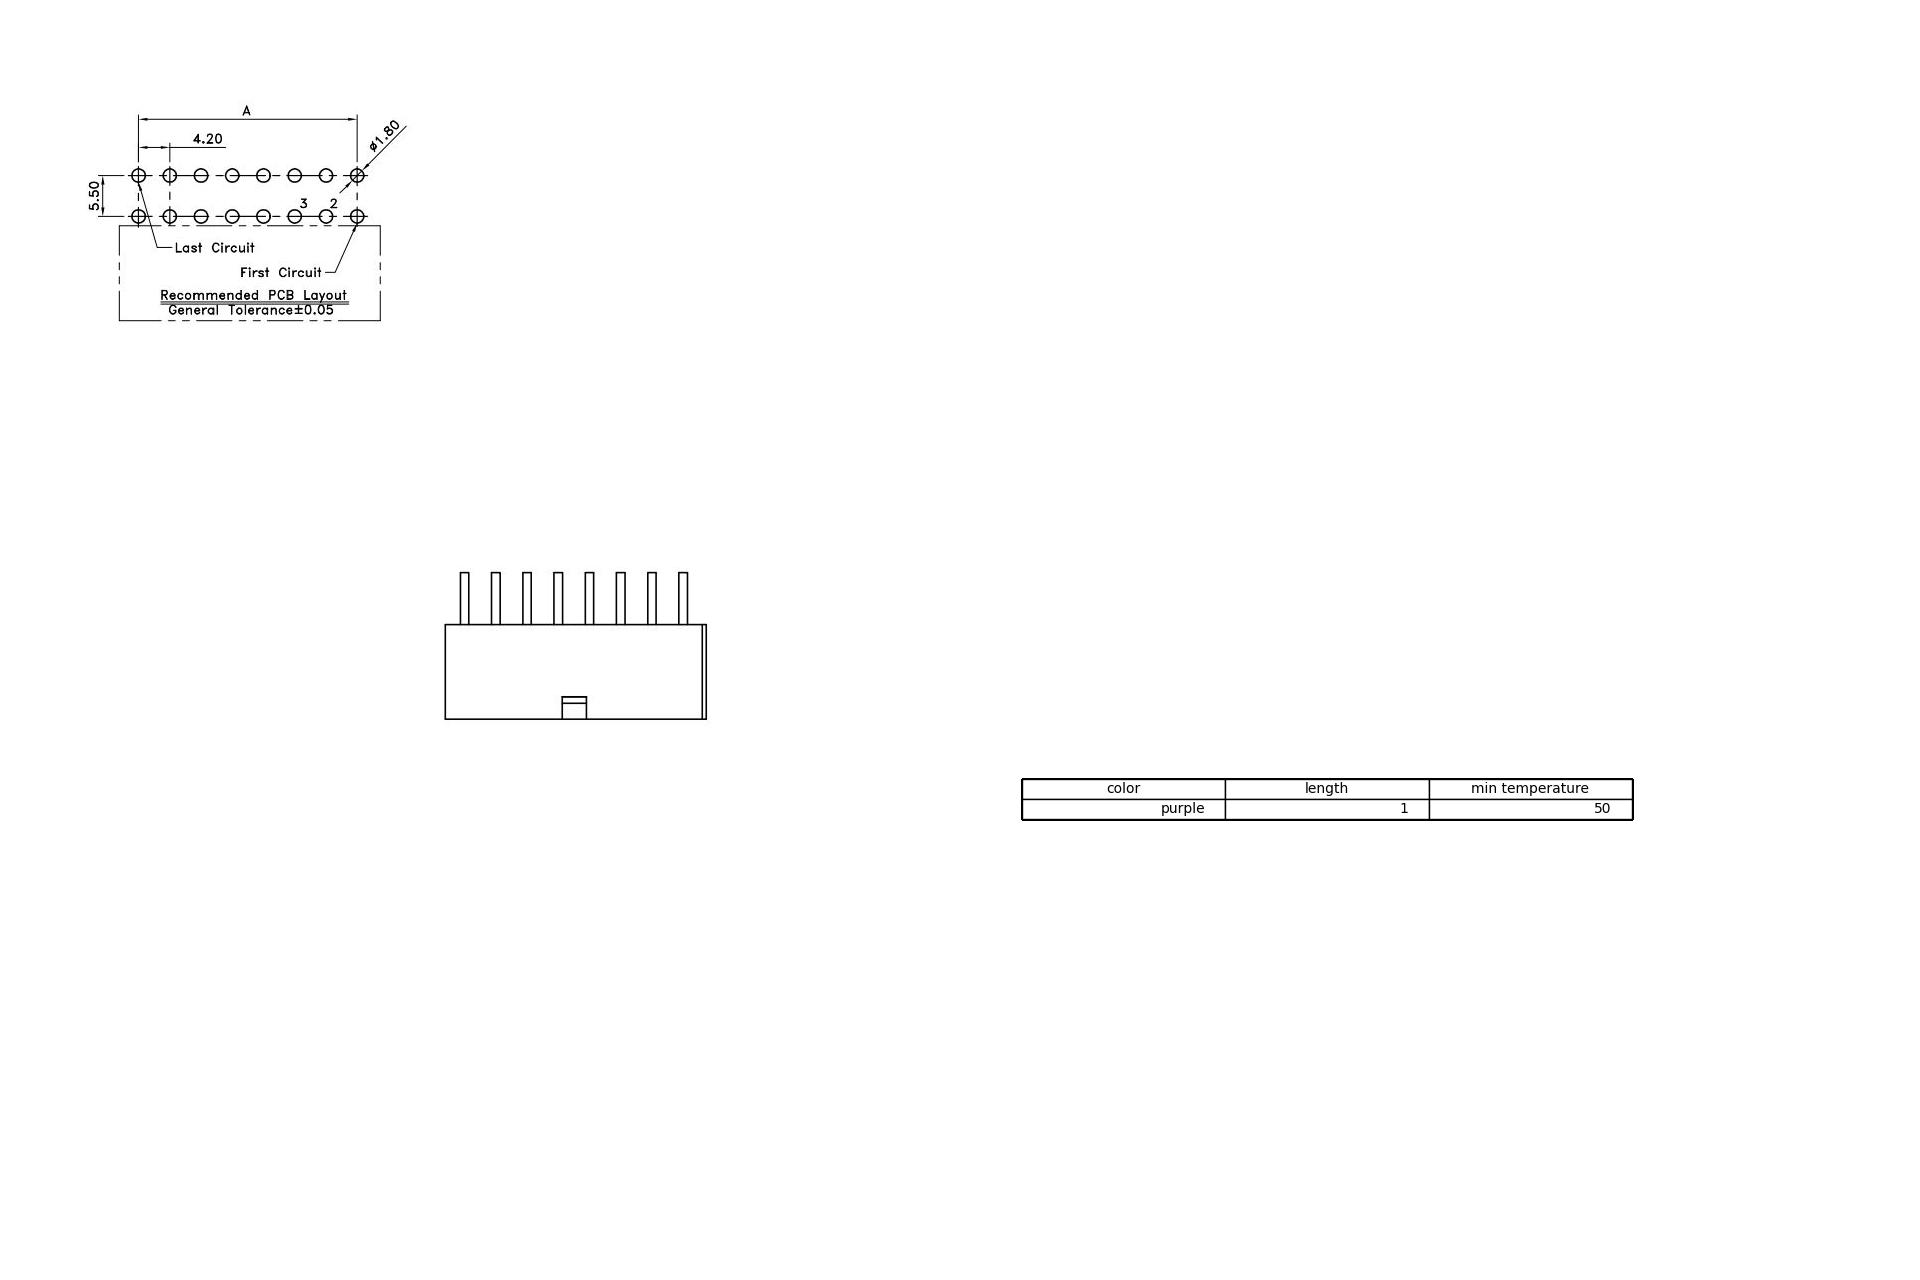 A
4.20
ø1.80
5.50
3 2
Last Circuit
First Circuit
Recommended PCB Layout
General Tolerance±0.05
color length min temperature
purple 1 50